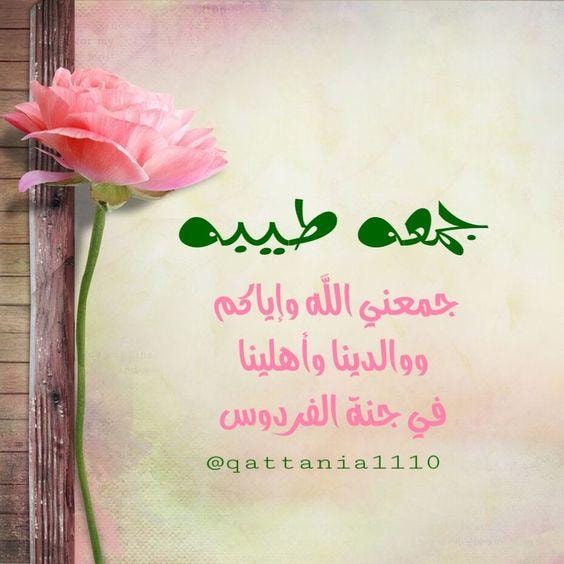 جمعه طيبه
جمعني الله وإياكم
ووالدينا وأهلينا
في جنة الفردوس
@qattania1110